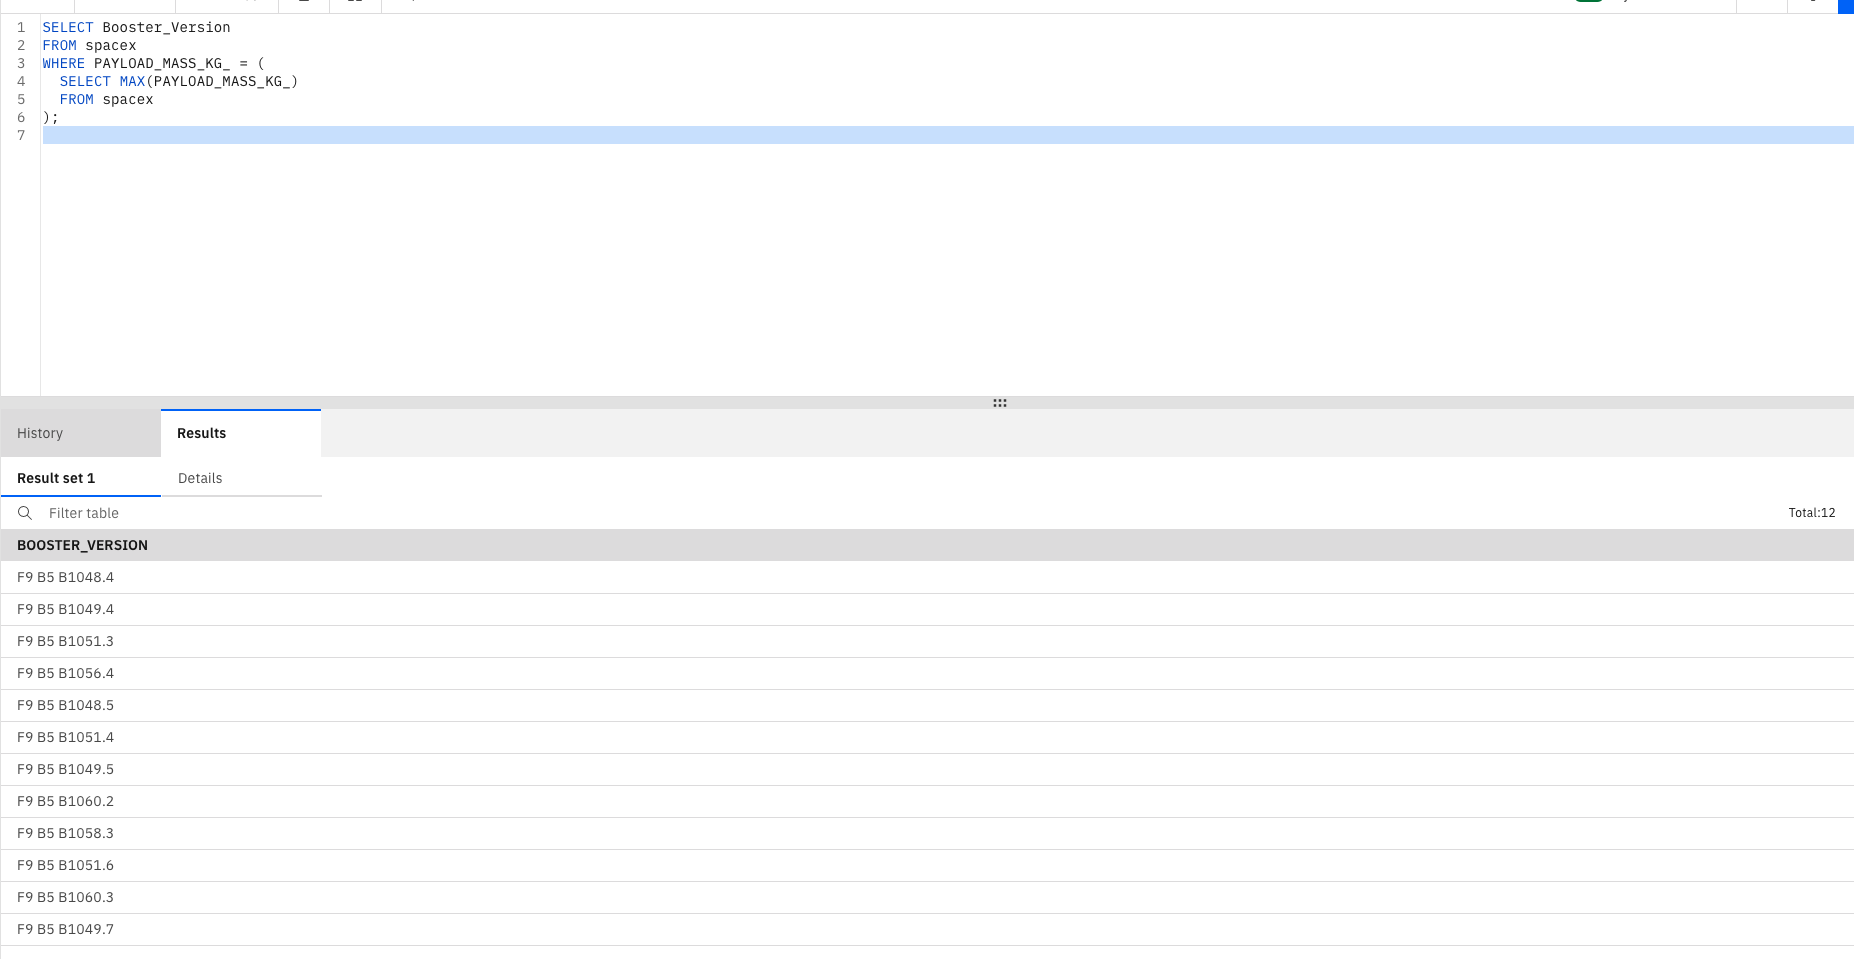 1 SELECT Booster_Version
2 FROM spacex
3 WHERE PAYLOAD_MASS_KG_ = (
4 SELECT MAX(PAYLOAD_MASS_KG_)
5 FROM spacex
6 );
7
History Results
Result set 1 Details
Filter table Total:12
BOOSTER_VERSION
F9 B5 B1048.4
F9 B5 B1049.4
F9 B5 B1051.3
F9 B5 B1056.4
F9 B5 B1048.5
F9 B5 B1051.4
F9 B5 B1049.5
F9 B5 B1060.2
F9 B5 B1058.3
F9 B5 B1051.6
F9 B5 B1060.3
F9 B5 B1049.7